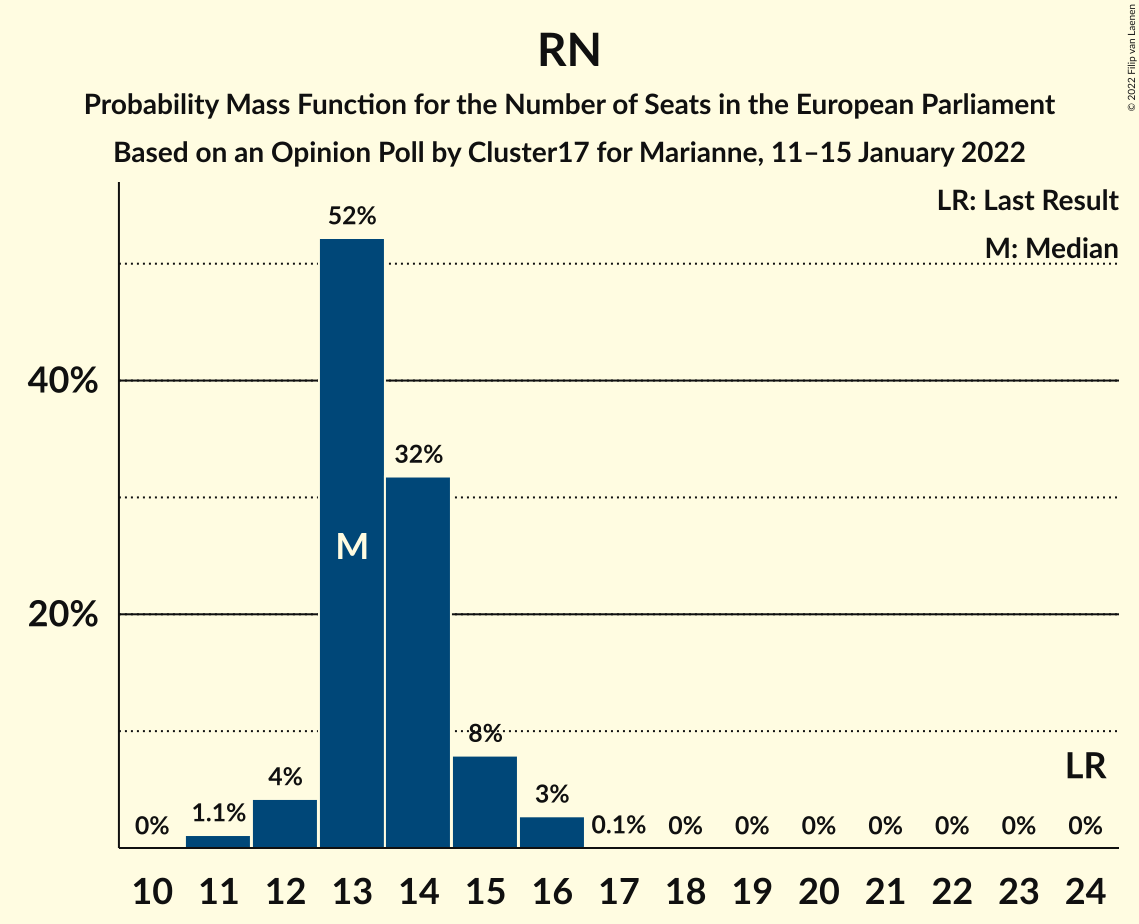 RN
Probability Mass Function for the Number of Seats in the European Parliament
Based on an Opinion Poll by Cluster17 for Marianne, 11–15 January 2022
© 2022 Filip van Laenen
LR: Last Result
M: Median
40%
20%
52%
32%
M
8%
LR
4%
3%
1.1%
0% 0.1% 0% 0% 0% 0% 0% 0% 0%
10 11 12 13 14 15 16 17 18 19 20 21 22 23 24